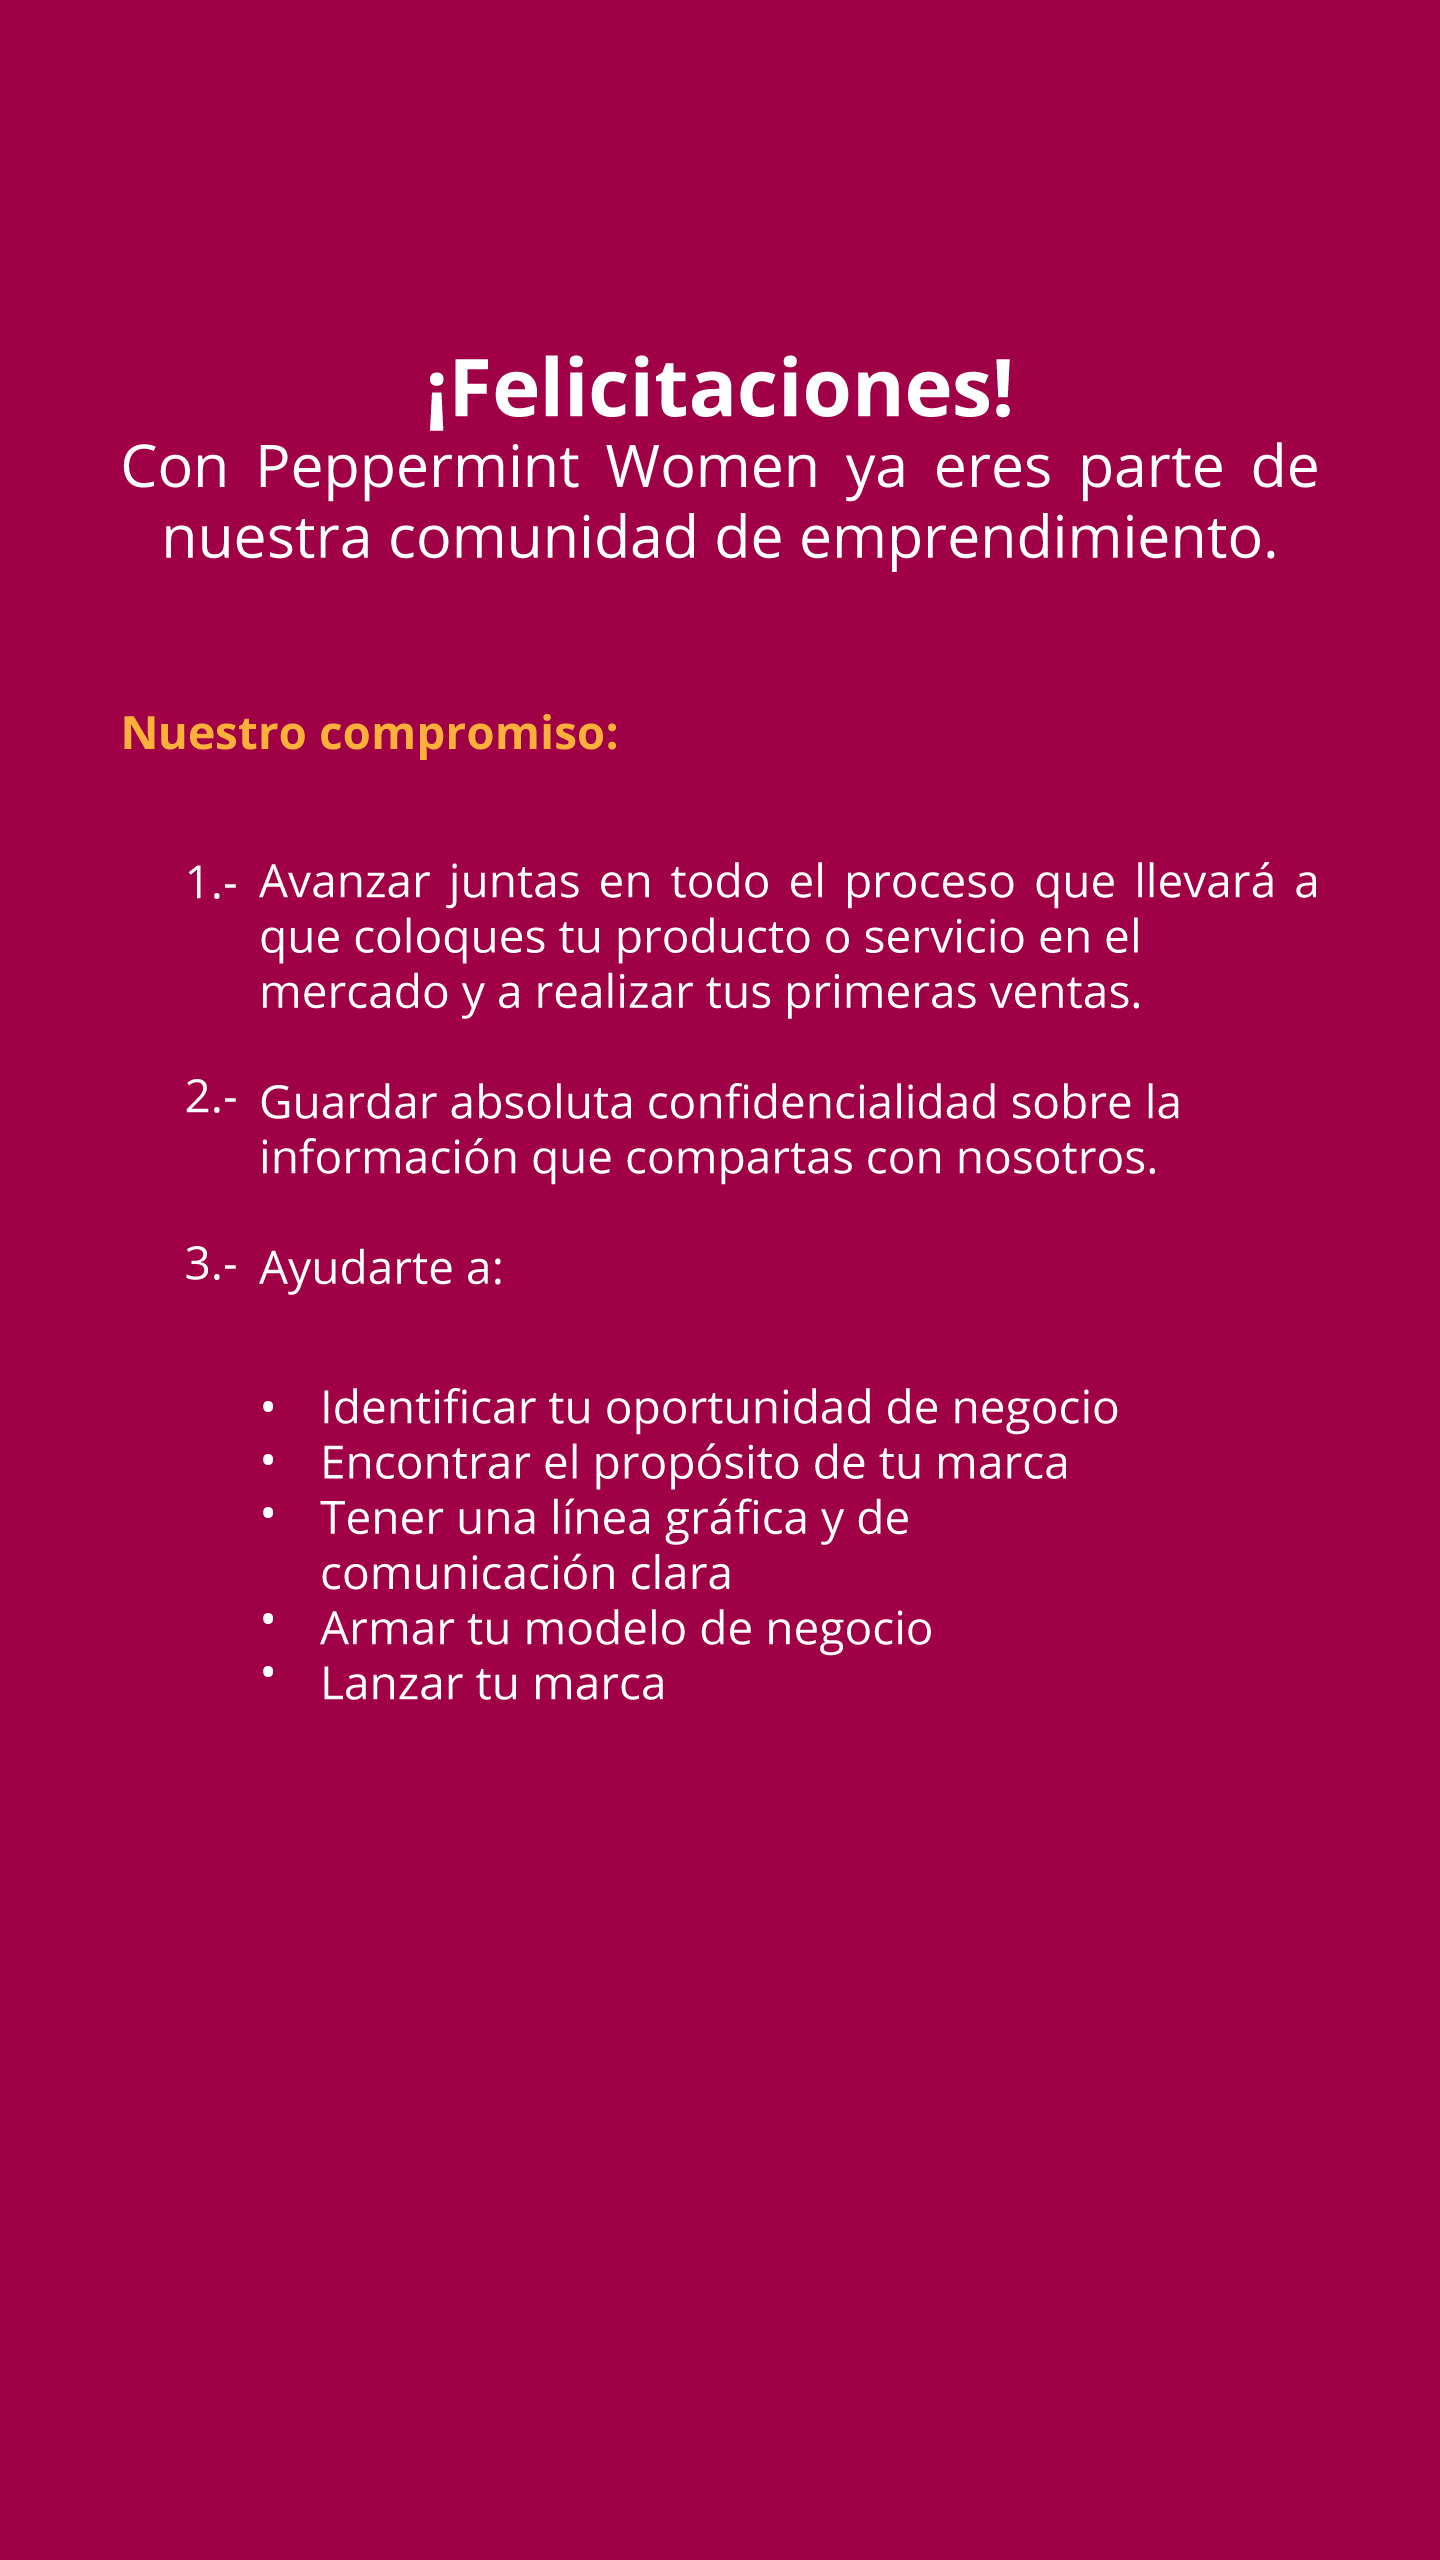 ¡Felicitaciones!
Con Peppermint Women ya eres parte de
nuestra comunidad de emprendimiento.
Nuestro compromiso:
1.- Avanzar juntas en todo el proceso que llevará a
que coloques tu producto o servicio en el
mercado y a realizar tus primeras ventas.
2.- Guardar absoluta confidencialidad sobre la
información que compartas con nosotros.
3.- Ayudarte a:
• Identificar tu oportunidad de negocio
• Encontrar el propósito de tu marca
• Tener una línea gráfica y de
comunicación clara
• Armar tu modelo de negocio
• Lanzar tu marca